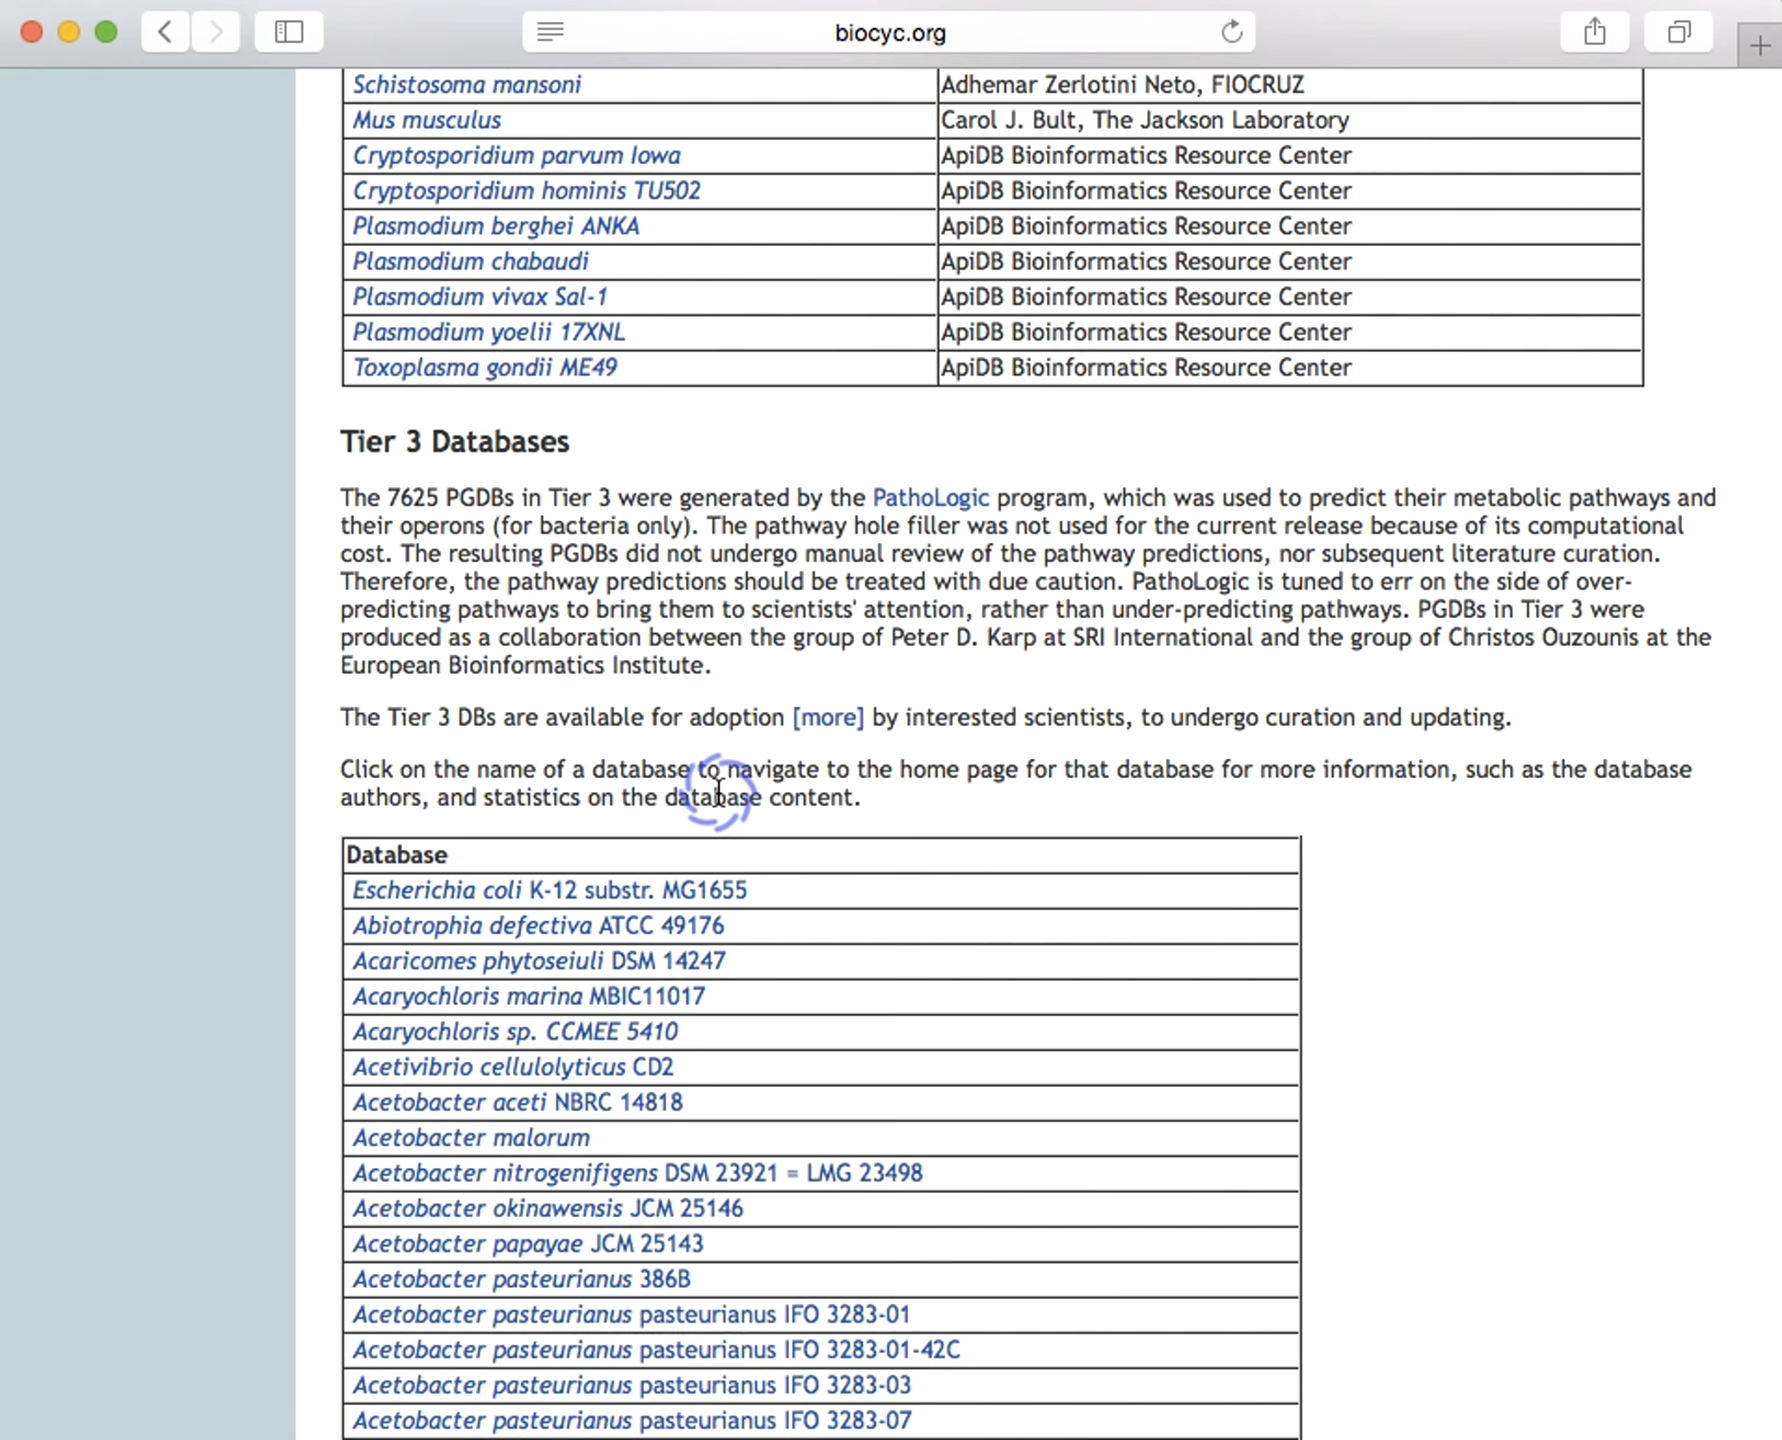 biocyc.org
Schistosoma mansoni Adhemar Zerlotini Neto, FIOCRUZ
Mus musculus Carol J. Bult, The Jackson Laboratory
Cryptosporidium parvum Iowa ApiDB Bioinformatics Resource Center
Cryptosporidium hominis TU502 ApiDB Bioinformatics Resource Center
Plasmodium berghei ANKA ApiDB Bioinformatics Resource Center
Plasmodium chabaudi ApiDB Bioinformatics Resource Center
Plasmodium vivax Sal-1 ApiDB Bioinformatics Resource Center
Plasmodium yoelii 17XNL ApiDB Bioinformatics Resource Center
Toxoplasma gondii ME49 ApiDB Bioinformatics Resource Center
Tier 3 Databases
The 7625 PGDBs in Tier 3 were generated by the PathoLogic program, which was used to predict their metabolic pathways and
their operons (for bacteria only). The pathway hole filler was not used for the current release because of its computational
cost. The resulting PGDBs did not undergo manual review of the pathway predictions, nor subsequent literature curation.
Therefore, the pathway predictions should be treated with due caution. PathoLogic is tuned to err on the side of over-
predicting pathways to bring them to scientists' attention, rather than under-predicting pathways. PGDBs in Tier 3 were
produced as a collaboration between the group of Peter D. Karp at SRI International and the group of Christos Ouzounis at the
European Bioinformatics Institute.
The Tier 3 DBs are available for adoption [more] by interested scientists, to undergo curation and updating.
Click on the name of a database to navigate to the home page for that database for more information, such as the database
authors, and statistics on the database content.
Database
Escherichia coli K-12 substr. MG1655
Abiotrophia defectiva ATCC 49176
Acaricomes phytoseiuli DSM 14247
Acaryochloris marina MBIC11017
Acaryochloris sp. CCMEE 5410
Acetivibrio cellulolyticus CD2
Acetobacter aceti NBRC 14818
Acetobacter malorum
Acetobacter nitrogenifigens DSM 23921 = LMG 23498
Acetobacter okinawensis JCM 25146
Acetobacter papayae JCM 25143
Acetobacter pasteurianus 386B
Acetobacter pasteurianus pasteurianus IFO 3283-01
Acetobacter pasteurianus pasteurianus IFO 3283-01-42C
Acetobacter pasteurianus pasteurianus IFO 3283-03
Acetobacter pasteurianus pasteurianus IFO 3283-07